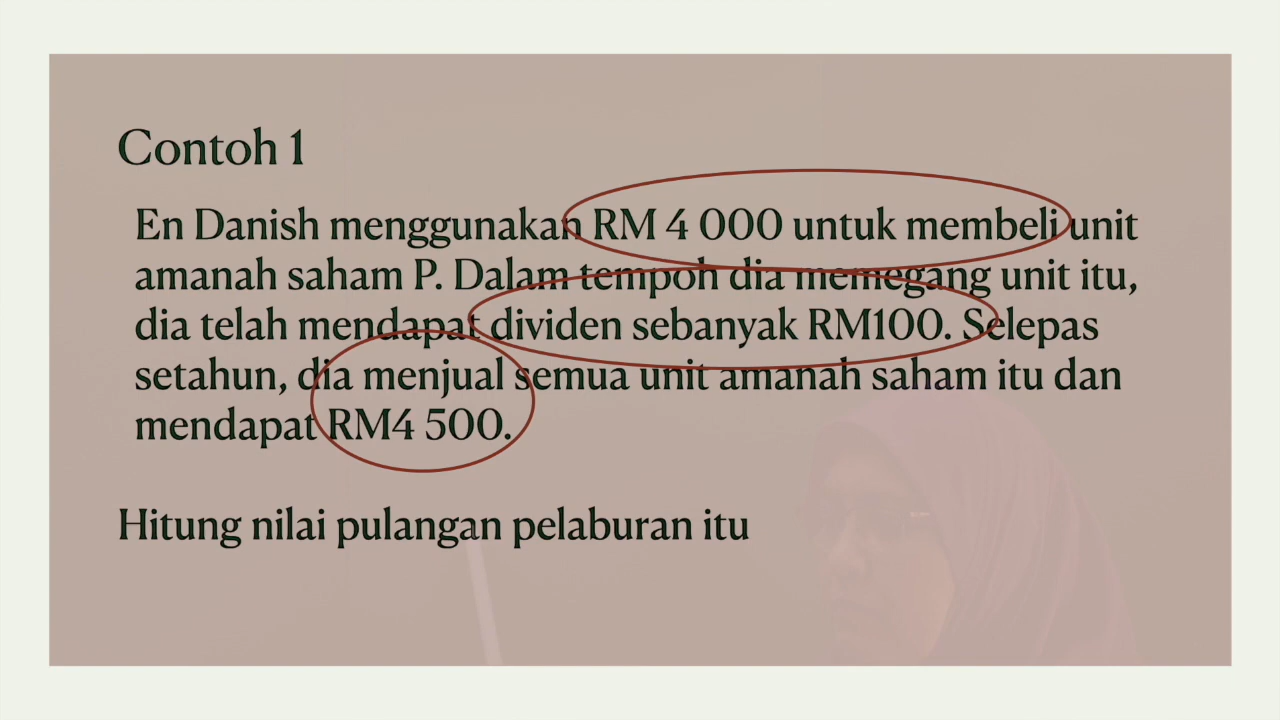 Contoh 1
En Danish menggunakan RM 4 000 untuk membeli unit
amanah saham P. Dalam tempoh dia memegang unit itu,
dia telah mendapat dividen sebanyak RM100. Selepas
setahun, dia menjual semua unit amanah saham itu dan
mendapat RM4 500.
Hitung nilai pulangan pelaburan itu